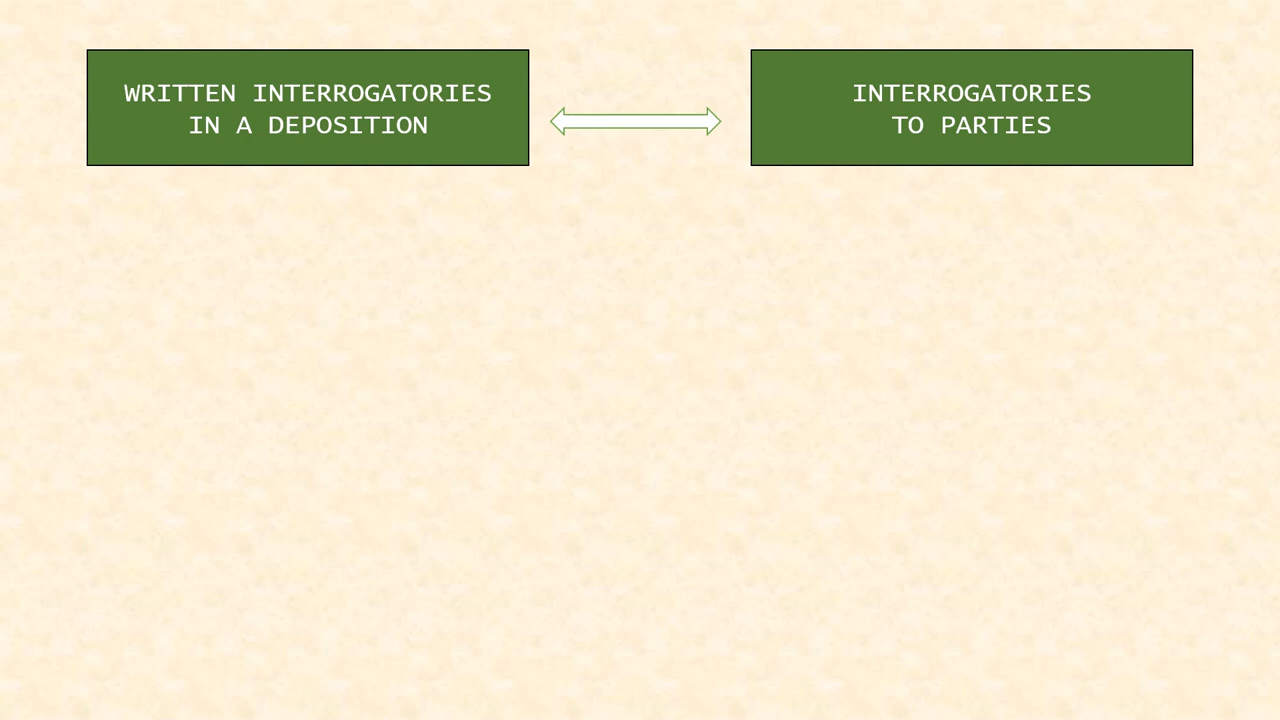 WRITTEN INTERROGATORIES
IN A DEPOSITION
INTERROGATORIES
TO PARTIES